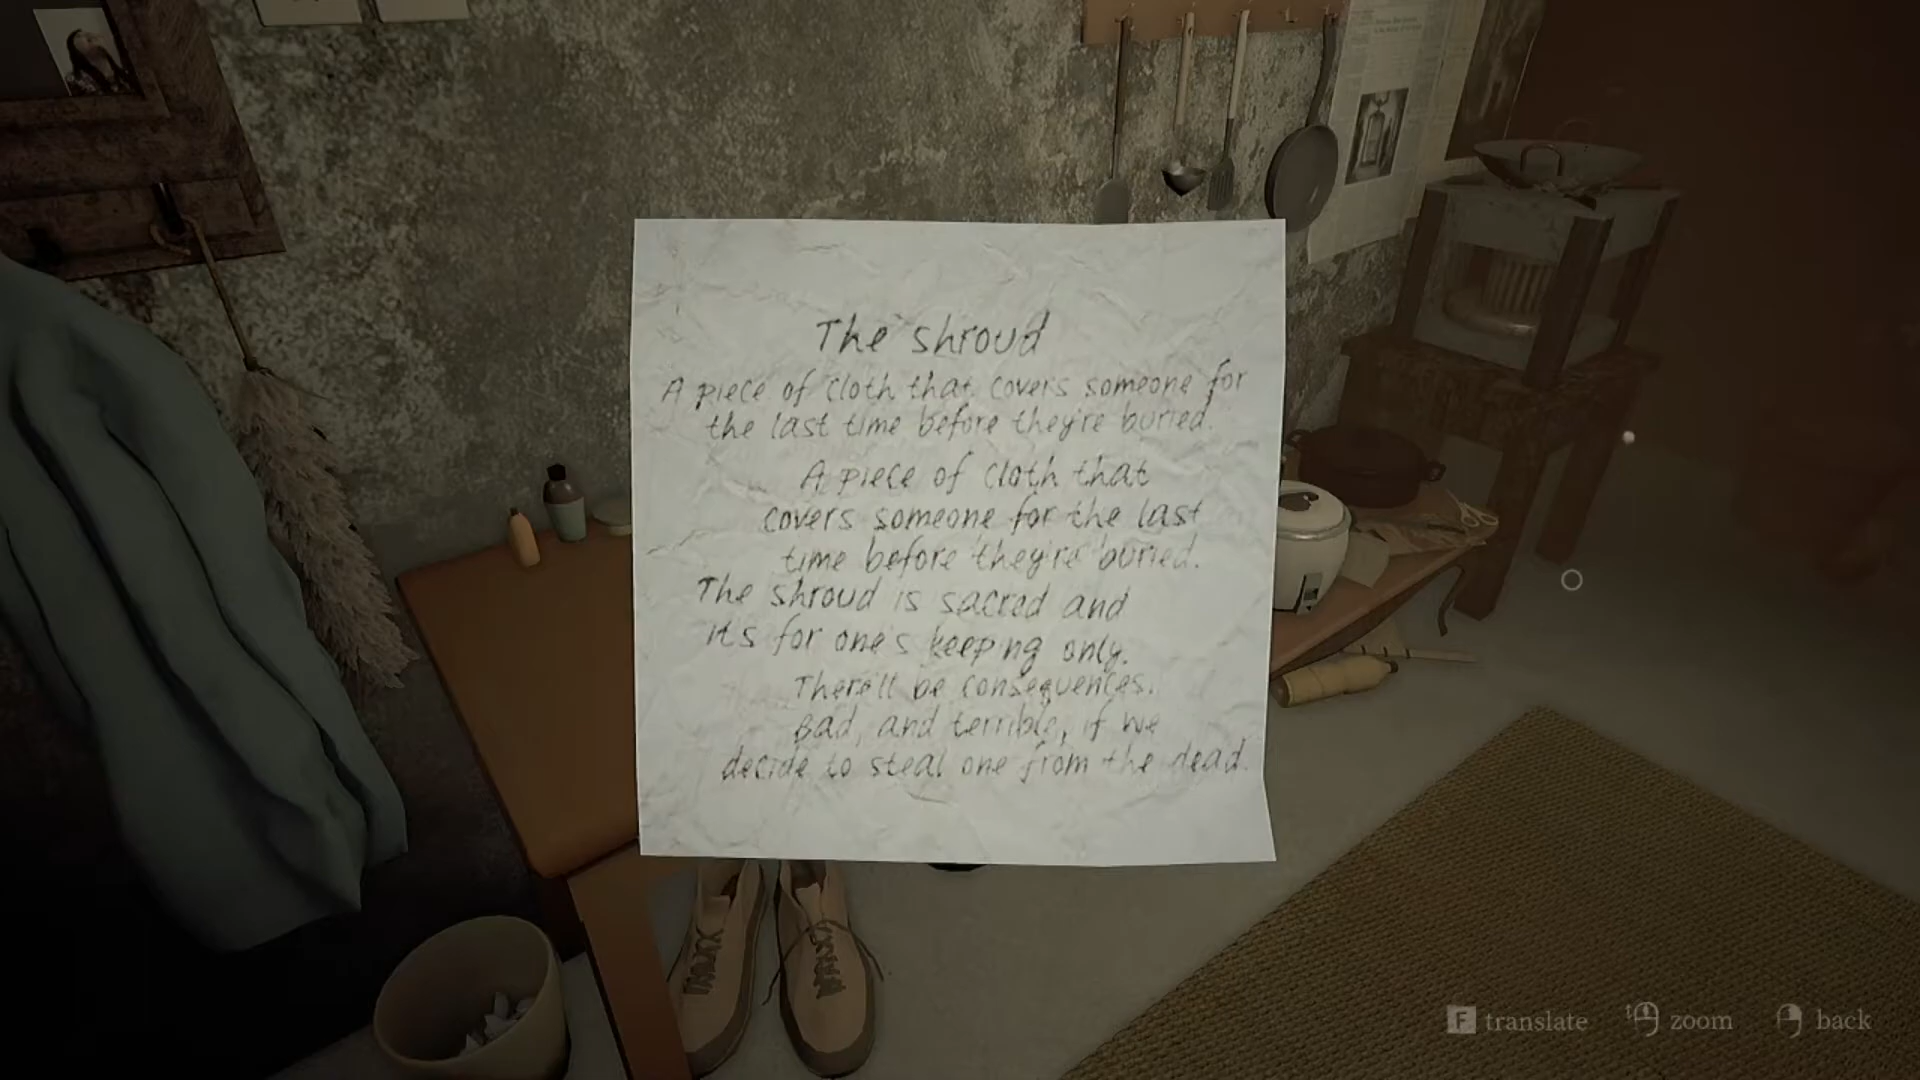 The shroud
A piece of cloth that covers someone for
the last time before they're buried.
A piece of cloth that
covers someone for the last
time before they're buried.
The shroud is sacred and
it's for one's keeping only.
There'll be consequences.
Bad, and terrible, if we
decide to steal one from the dead.
F translate zoom back